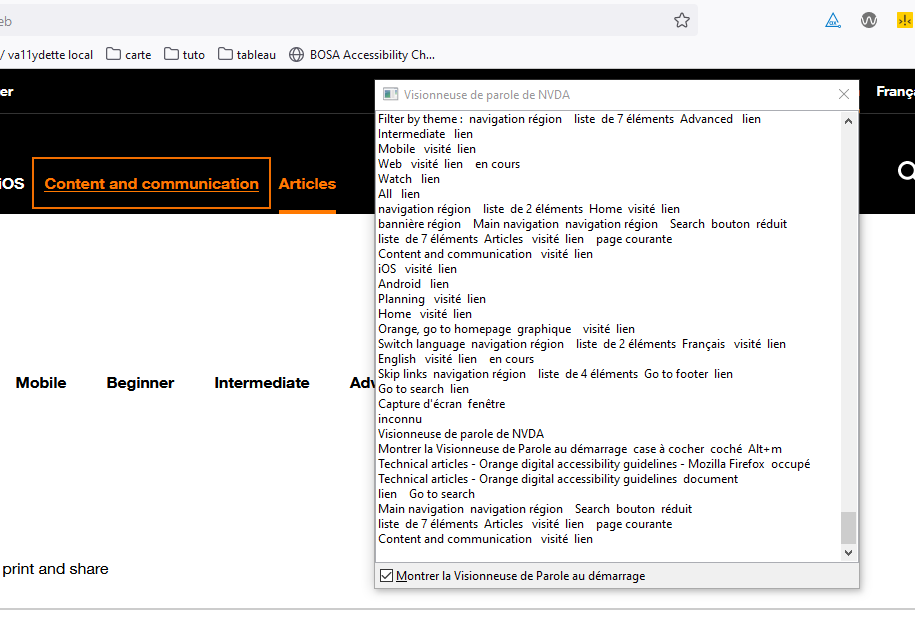 eb
/ va11ydette local carte tuto tableau BOSA Accessibility Ch...
er
França
iOS Content and communication Articles
Mobile Beginner Intermediate Adv
print and share
Visionneuse de parole de NVDA
Filter by theme : navigation région liste de 7 éléments Advanced lien
Intermediate lien
Mobile visité lien
Web visité lien en cours
Watch lien
All lien
navigation région liste de 2 éléments Home visité lien
bannière région Main navigation navigation région Search bouton réduit
liste de 7 éléments Articles visité lien page courante
Content and communication visité lien
iOS visité lien
Android lien
Planning visité lien
Home visité lien
Orange, go to homepage graphique visité lien
Switch language navigation région liste de 2 éléments Français visité lien
English visité lien en cours
Skip links navigation région liste de 4 éléments Go to footer lien
Go to search lien
Capture d'écran fenêtre
inconnu
Visionneuse de parole de NVDA
Montrer la Visionneuse de Parole au démarrage case à cocher coché Alt+m
Technical articles - Orange digital accessibility guidelines - Mozilla Firefox occupé
Technical articles - Orange digital accessibility guidelines document
lien Go to search
Main navigation navigation région Search bouton réduit
liste de 7 éléments Articles visité lien page courante
Content and communication visité lien
Montrer la Visionneuse de Parole au démarrage